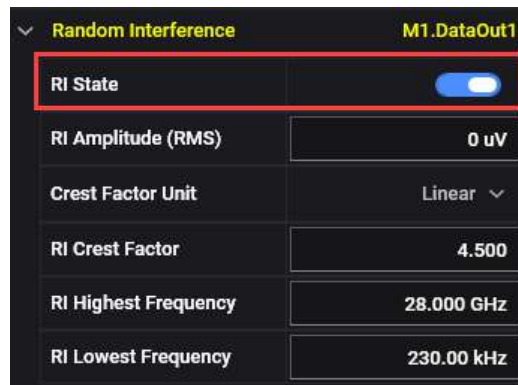 Random Interference M1.DataOut1
RI State
RI Amplitude (RMS) 0 uV
Crest Factor Unit Linear
RI Crest Factor 4.500
RI Highest Frequency 28.000 GHz
RI Lowest Frequency 230.00 kHz